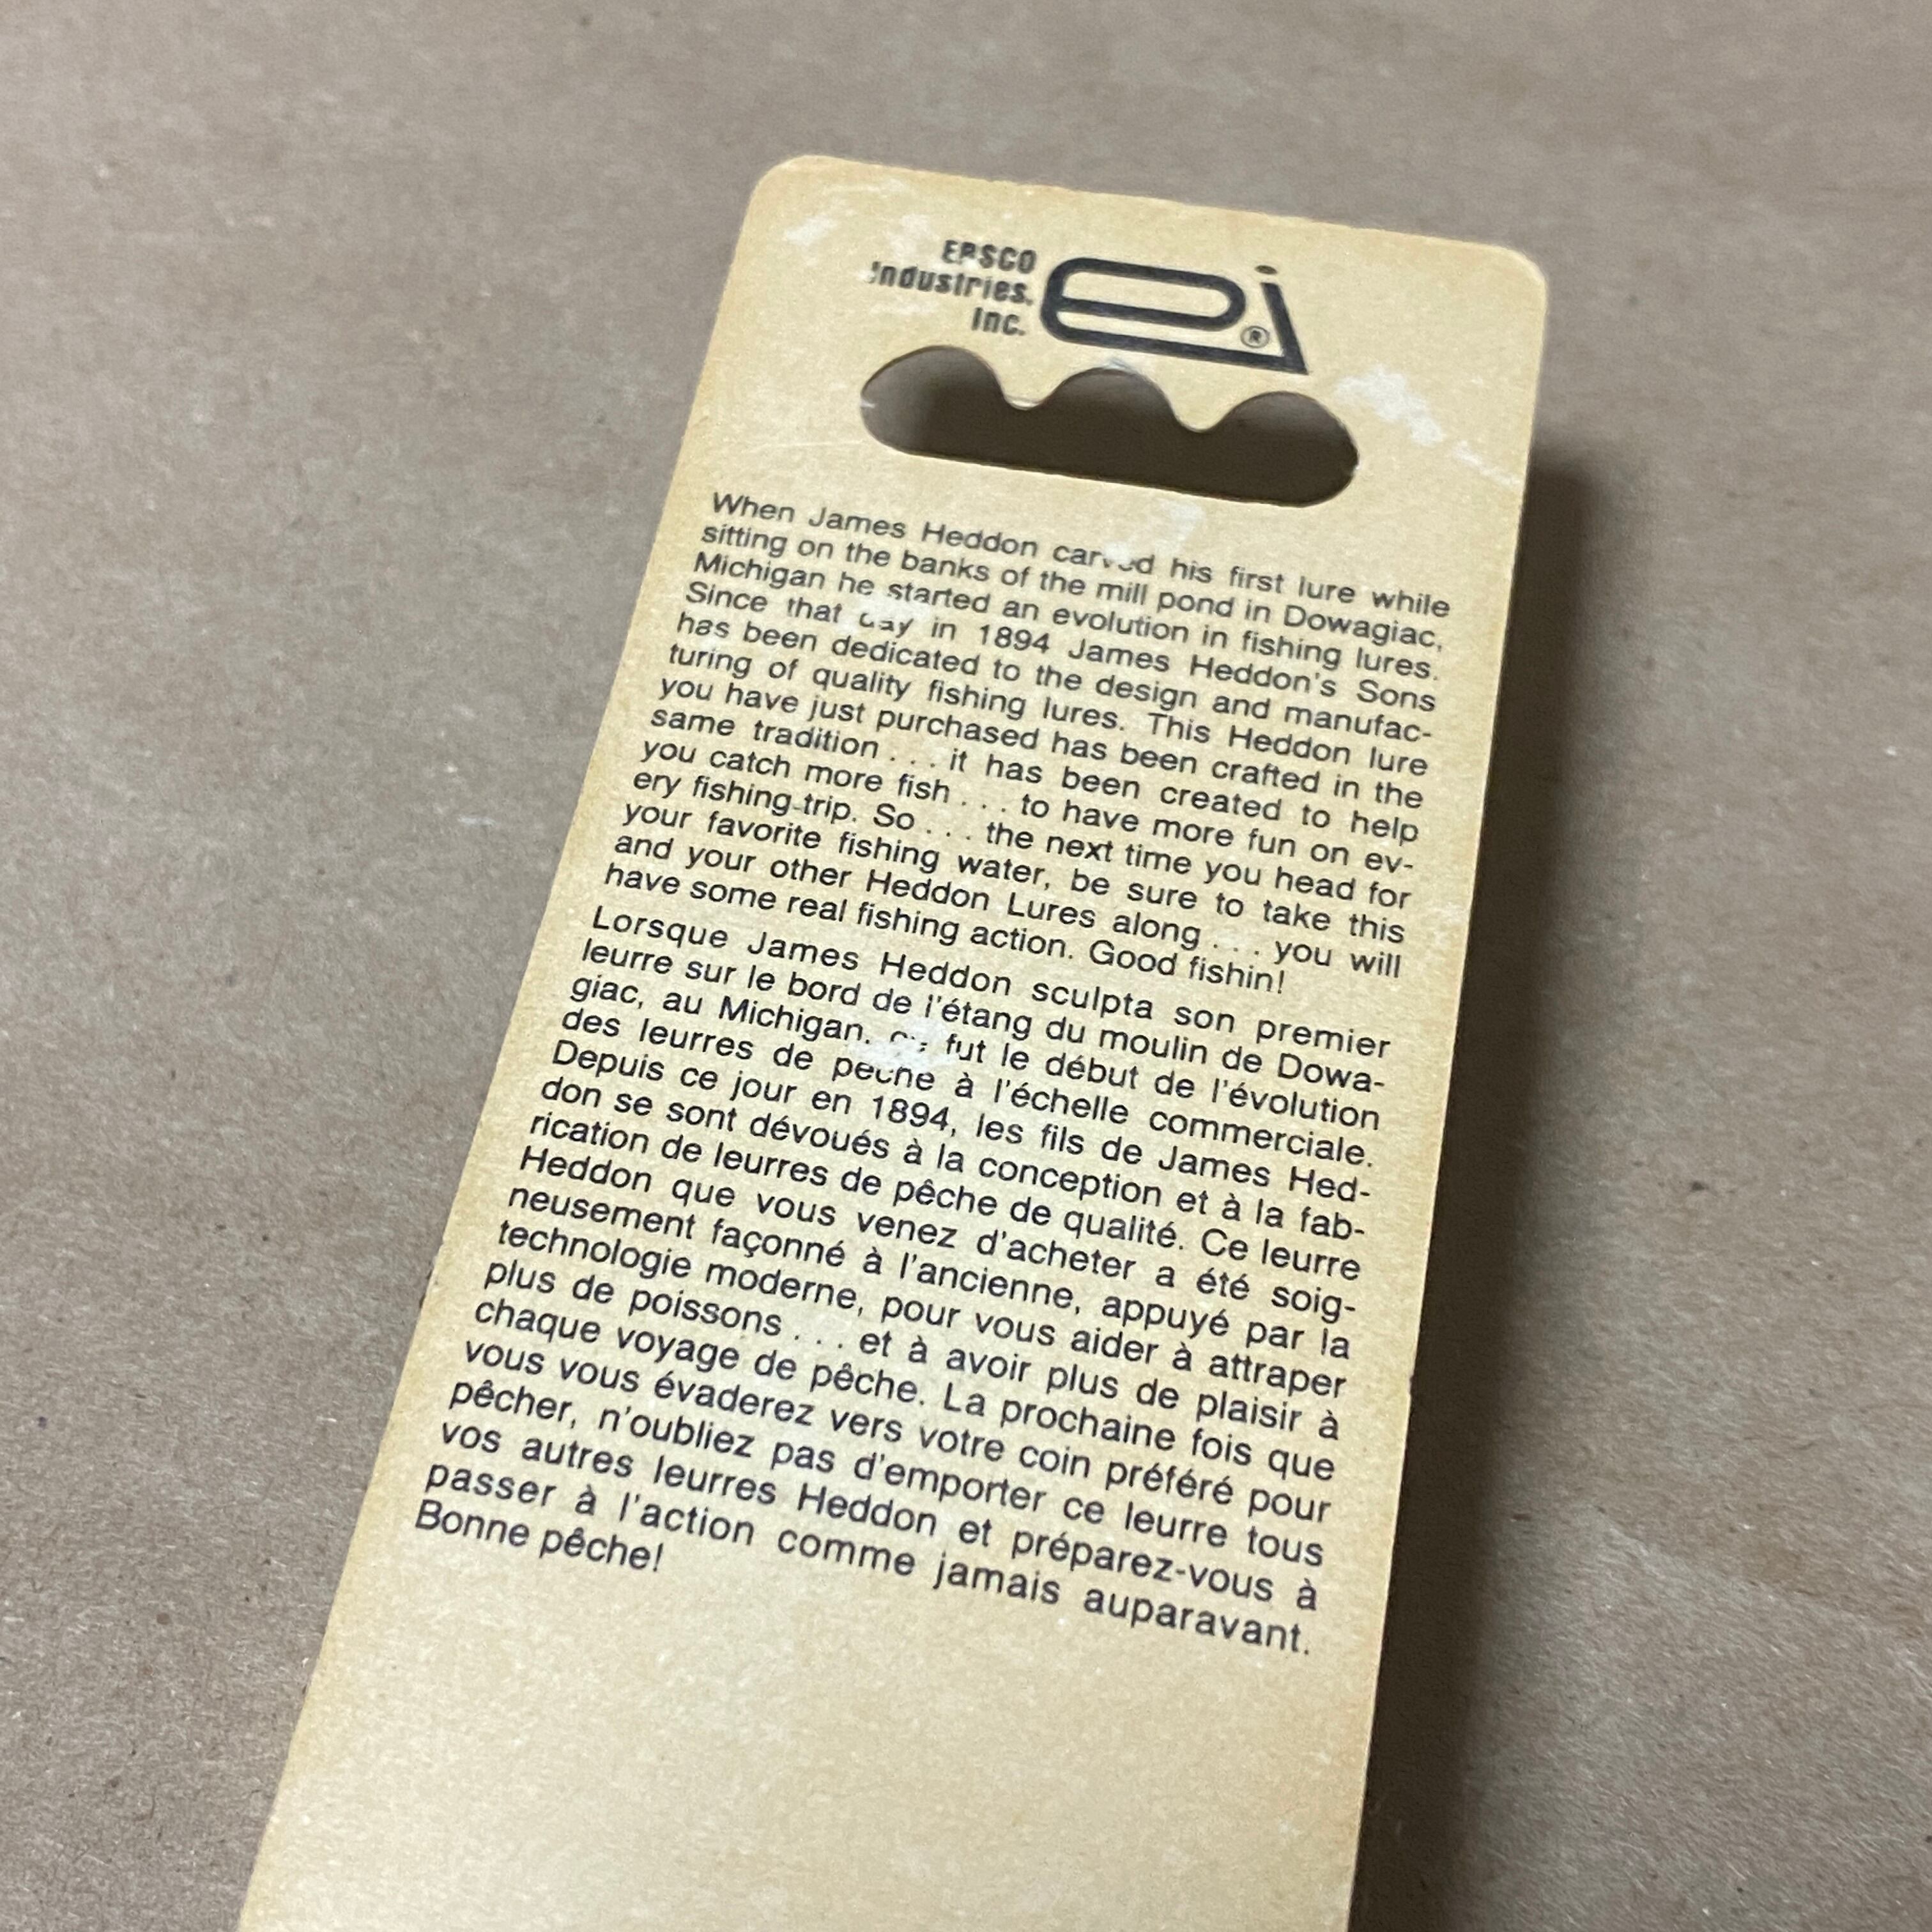 EPSCO
Industries.
Inc.
ei®
When James Heddon carved his first lure while
sitting on the banks of the mill pond in Dowagiac,
Michigan he started an evolution in fishing lures.
Since that day in 1894 James Heddon's Sons
has been dedicated to the design and manufac-
turing of quality fishing lures. This Heddon lure
you have just purchased has been crafted in the
same tradition . . . it has been created to help
you catch more fish . . . to have more fun on ev-
ery fishing trip. So . . . the next time you head for
your favorite fishing water, be sure to take this
and your other Heddon Lures along . . . you will
have some real fishing action. Good fishin!
Lorsque James Heddon sculpta son premier
leurre sur le bord de l'étang du moulin de Dowa-
giac, au Michigan, ce fut le début de l'évolution
des leurres de pêche à l'échelle commerciale.
Depuis ce jour en 1894, les fils de James Hed-
don se sont dévoués à la conception et à la fab-
rication de leurres de pêche de qualité. Ce leurre
Heddon que vous venez d'acheter a été soig-
neusement façonné à l'ancienne, appuyé par la
technologie moderne, pour vous aider à attraper
plus de poissons . . . et à avoir plus de plaisir à
chaque voyage de pêche. La prochaine fois que
vous vous évaderez vers votre coin préféré pour
pêcher, n'oubliez pas d'emporter ce leurre tous
vos autres leurres Heddon et préparez-vous à
passer à l'action comme jamais auparavant.
Bonne pêche!